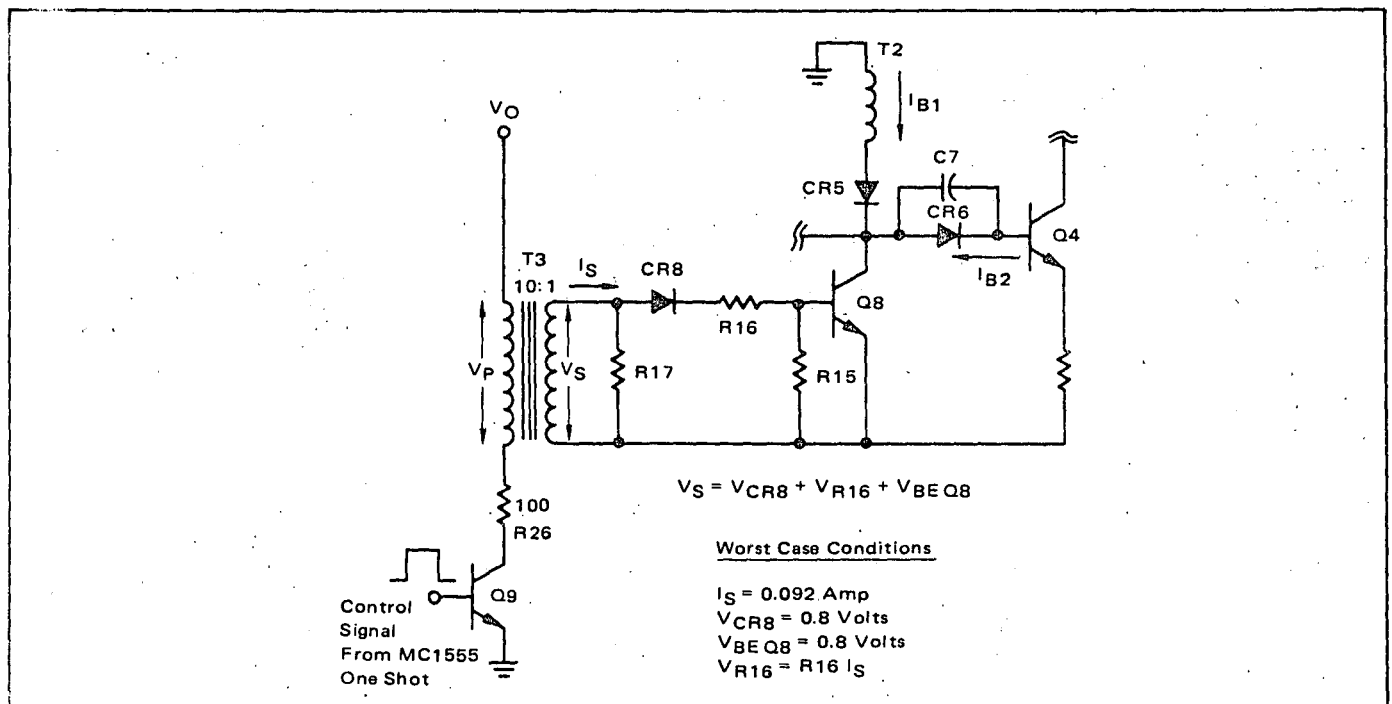 T2
IB1
VO
C7
CR5
CR6
Q4
IB2
T3
10:1
IS
CR8
Q8
R16
VP
VS
R17
R15
100
R26
VS = VCR8 + VR16 + VBE Q8
Worst Case Conditions
IS = 0.092 Amp
VCR8 = 0.8 Volts
VBE Q8 = 0.8 Volts
VR16 = R16 IS
Q9
Control
Signal
From MC1555
One Shot